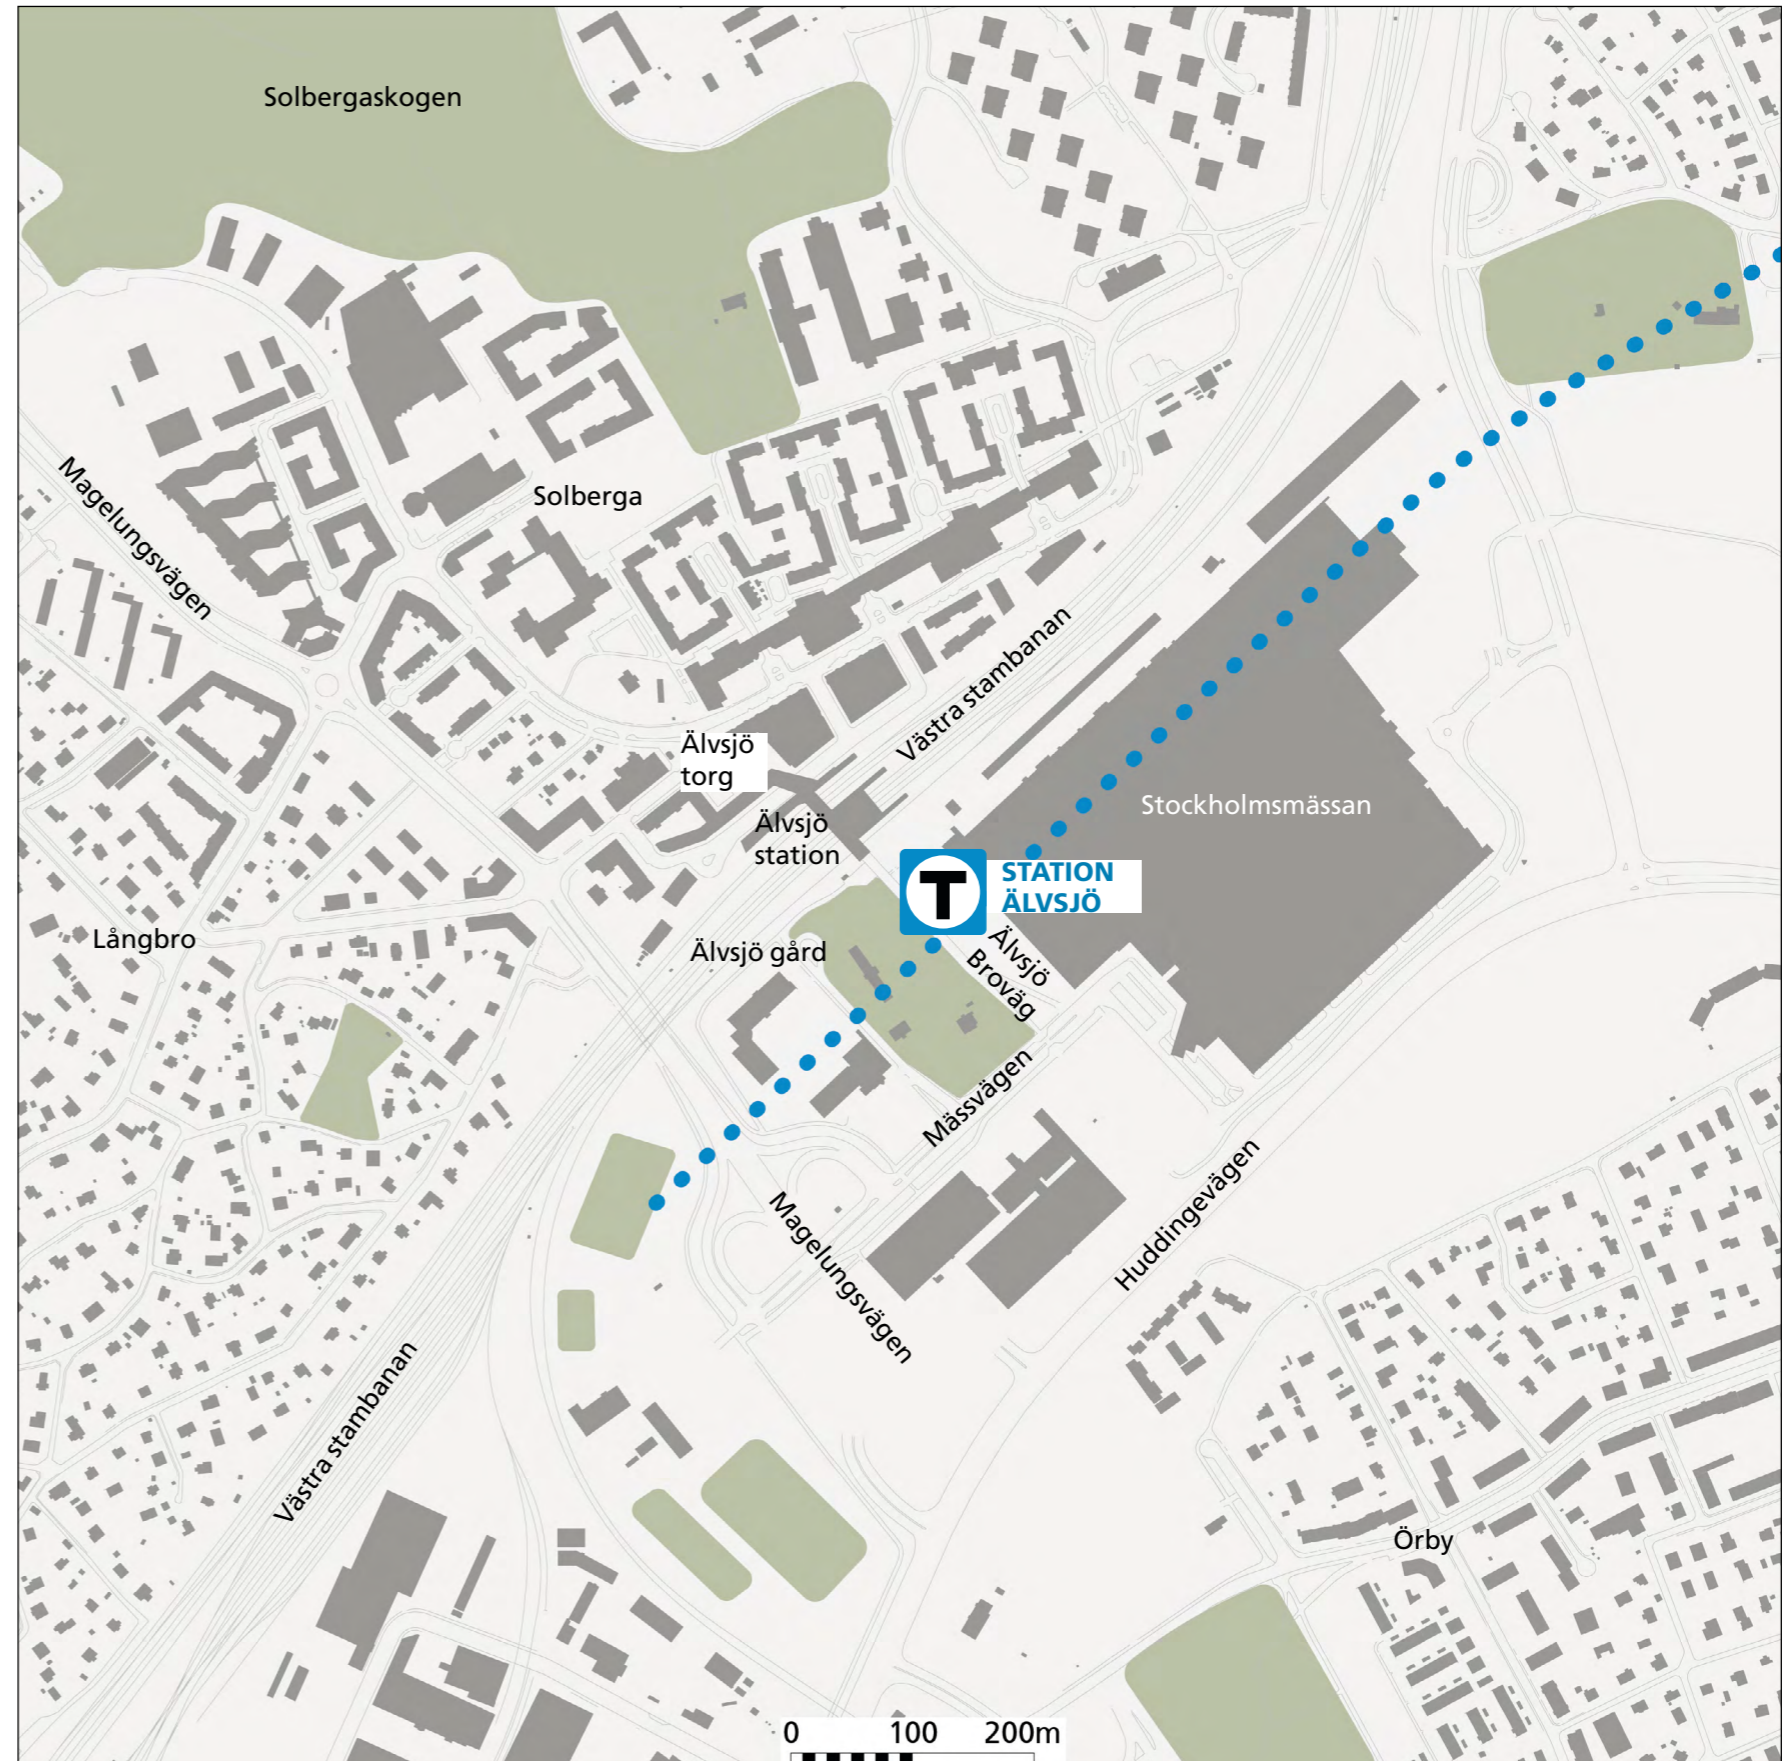 Solbergaskogen
Magelungsvägen
Solberga
Västra stambanan
Älvsjö
torg
Älvsjö
station
Stockholmsmässan
T
STATION
ÄLVSJÖ
Långbro
Älvsjö gård
Älvsjö
Broväg
Mässvägen
Magelungsvägen
Huddingevägen
Västra stambanan
Örby
0 100 200m